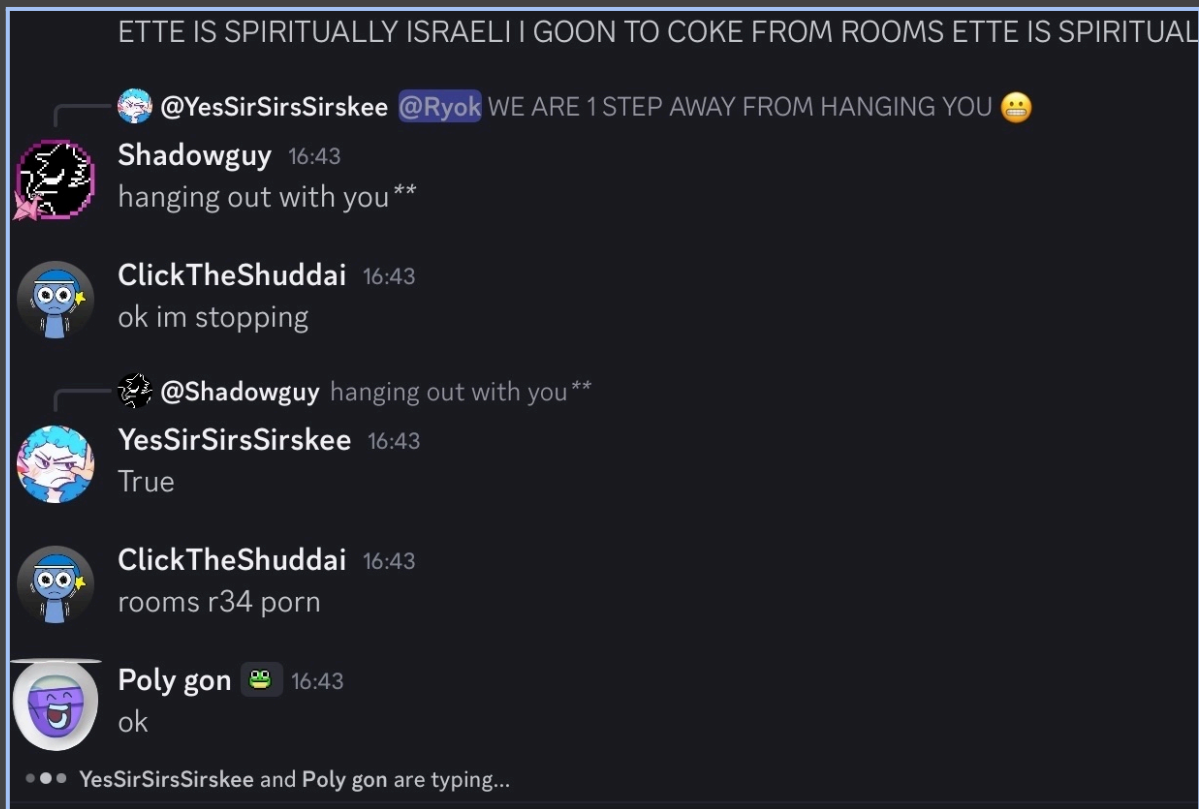 ETTE IS SPIRITUALLY ISRAELI I GOON TO COKE FROM ROOMS ETTE IS SPIRITUAL
@YesSirSirsSirskee @Ryok WE ARE 1 STEP AWAY FROM HANGING YOU 😬
Shadowguy 16:43
hanging out with you**
ClickTheShuddai 16:43
ok im stopping
@Shadowguy hanging out with you**
YesSirSirsSirskee 16:43
True
ClickTheShuddai 16:43
rooms r34 porn
Poly gon 🐸 16:43
ok
YesSirSirsSirskee and Poly gon are typing...